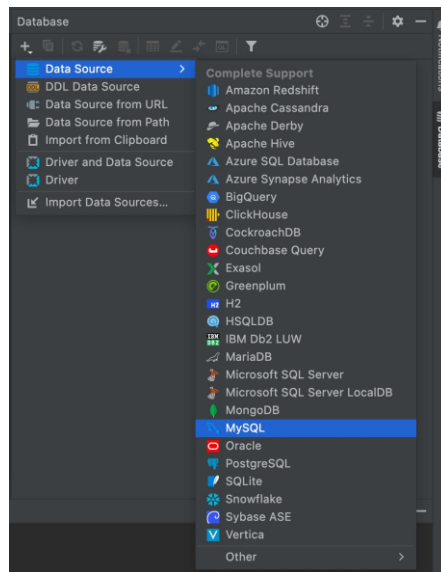 Database
Data Source
DDL Data Source
Data Source from URL
Data Source from Path
Import from Clipboard
Driver and Data Source
Driver
Import Data Sources...
Complete Support
Amazon Redshift
Apache Cassandra
Apache Derby
Apache Hive
Azure SQL Database
Azure Synapse Analytics
BigQuery
ClickHouse
CockroachDB
Couchbase Query
Exasol
Greenplum
H2
HSQLDB
IBM Db2 LUW
MariaDB
Microsoft SQL Server
Microsoft SQL Server LocalDB
MongoDB
MySQL
Oracle
PostgreSQL
SQLite
Snowflake
Sybase ASE
Vertica
Other
Notifications
Database